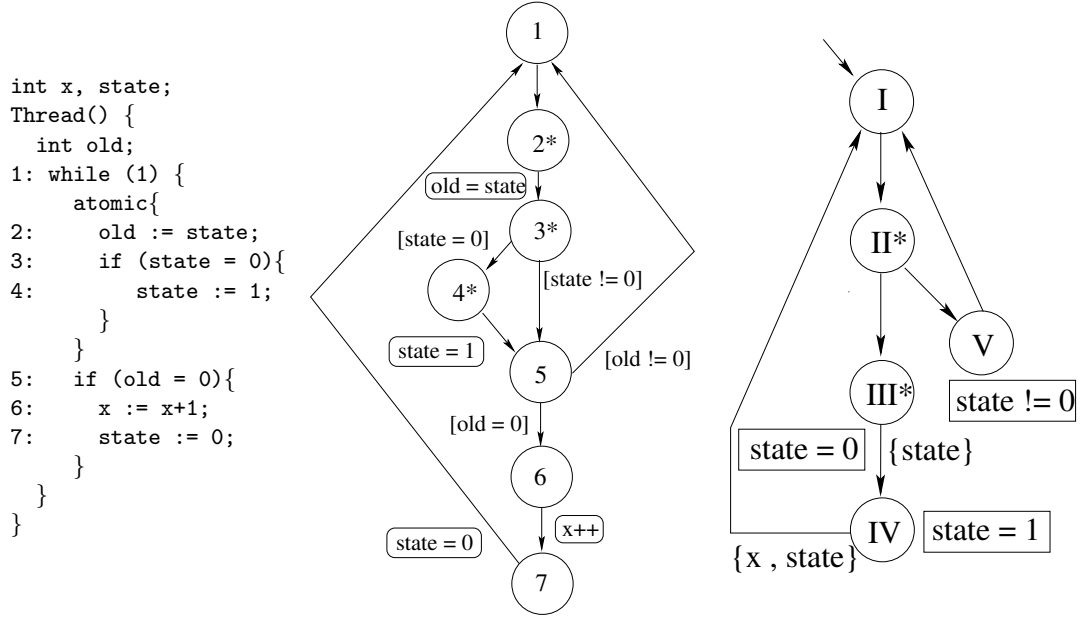 int x, state;
Thread() {
int old;
1: while (1) {
atomic{
2: old := state;
3: if (state = 0){
4: state := 1;
}
}
5: if (old = 0){
6: x := x+1;
7: state := 0;
}
}
}
1
2*
old = state
3*
[state = 0]
[state != 0]
4*
state = 1
5
[old != 0]
[old = 0]
6
x++
state = 0
7
I
II*
V
state != 0
III*
state = 0
{state}
IV
state = 1
{x , state}